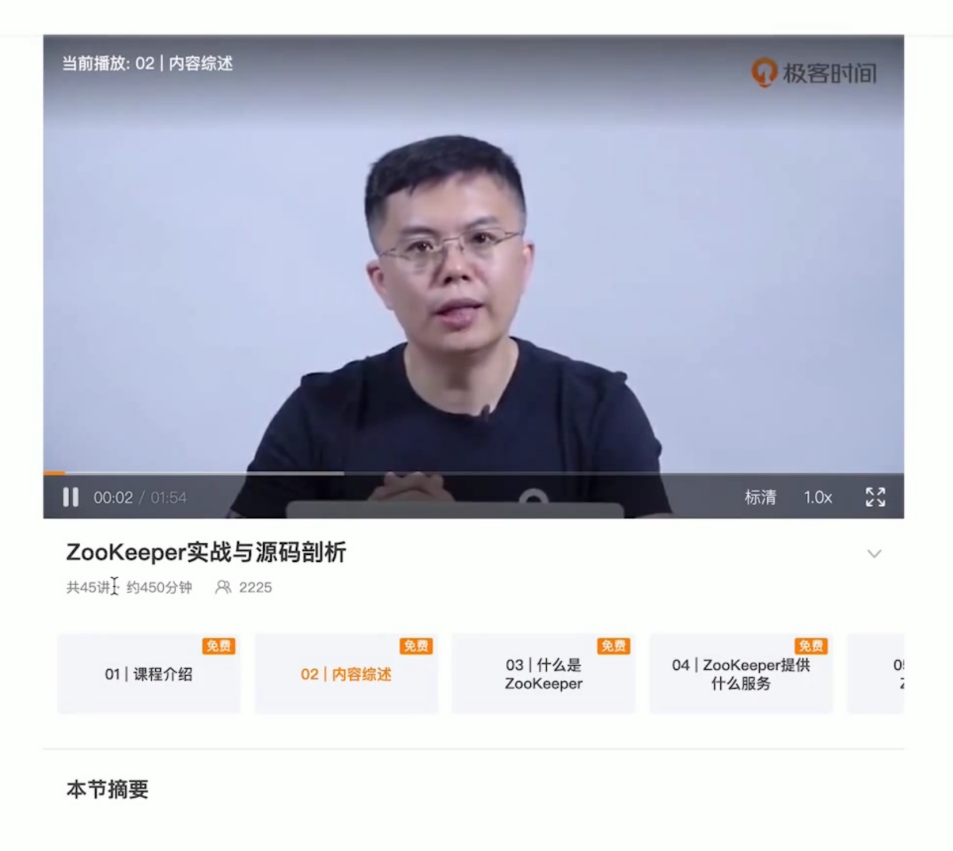 当前播放: 02 | 内容综述
极客时间
00:02 / 01:54
标清
1.0x
ZooKeeper实战与源码剖析
共45讲 · 约450分钟
2225
免费
01 | 课程介绍
免费
02 | 内容综述
免费
03 | 什么是
ZooKeeper
免费
04 | ZooKeeper提供
什么服务
本节摘要